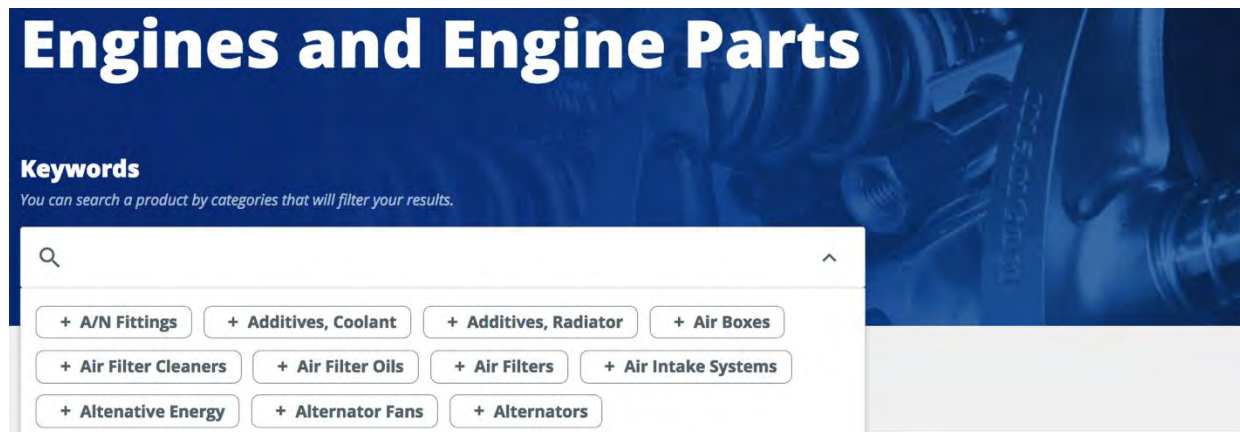 Engines and Engine Parts
Keywords
You can search a product by categories that will filter your results.
+ A/N Fittings + Additives, Coolant + Additives, Radiator + Air Boxes
+ Air Filter Cleaners + Air Filter Oils + Air Filters + Air Intake Systems
+ Altenative Energy + Alternator Fans + Alternators